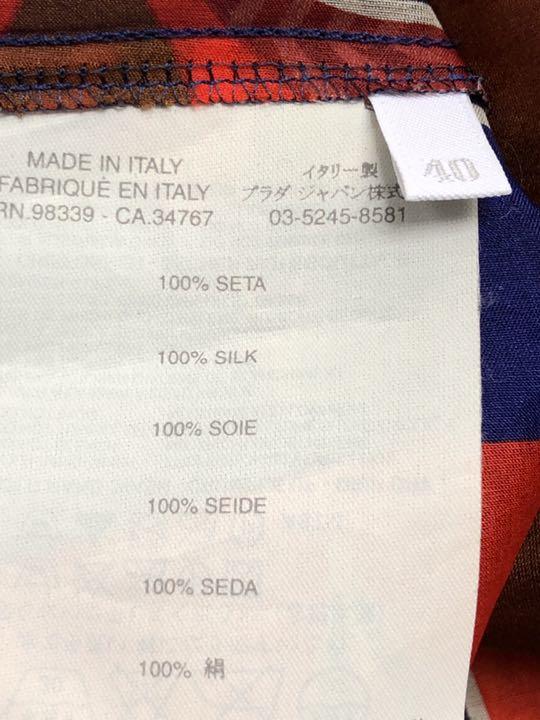 MADE IN ITALY
FABRIQUÉ EN ITALY
RN.98339 - CA.34767
イタリー製
プラダ ジャパン株式
03-5245-8581
40
100% SETA
100% SILK
100% SOIE
100% SEIDE
100% SEDA
100% 絹